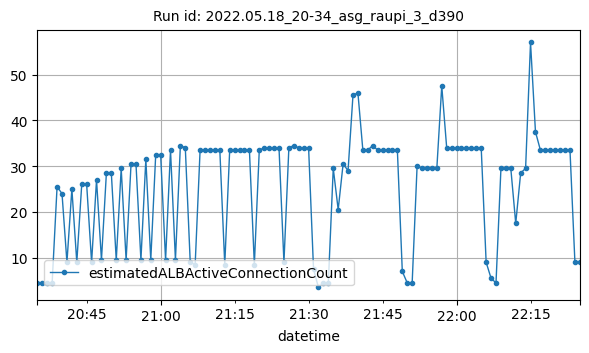 Run id: 2022.05.18_20-34_asg_raupi_3_d390
50
40
30
20
10
estimatedALBActiveConnectionCount
20:45 21:00 21:15 21:30 21:45 22:00 22:15
datetime